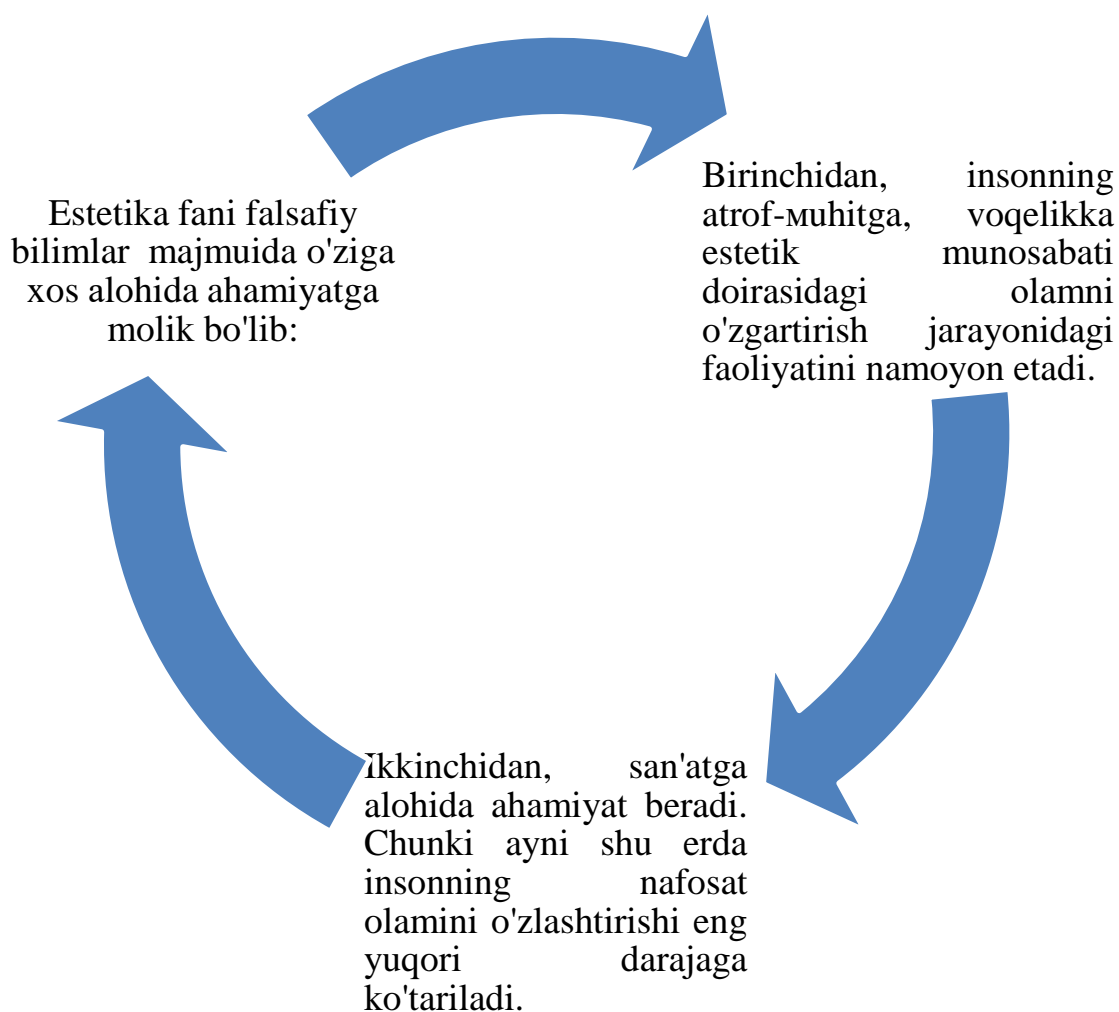 Estetika fani falsafiy
bilimlar majmuida o'ziga
xos alohida ahamiyatga
molik bo'lib:
Birinchidan, insonning
atrof-мuhitga, voqelikka
estetik munosabati
doirasidagi olamni
o'zgartirish jarayonidagi
faoliyatini namoyon etadi.
Ikkinchidan, san'atga
alohida ahamiyat beradi.
Chunki ayni shu erda
insonning nafosat
olamini o'zlashtirishi eng
yuqori darajaga
ko'tariladi.